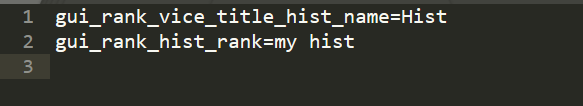 1 gui_rank_vice_title_hist_name=Hist
2 gui_rank_hist_rank=my hist
3